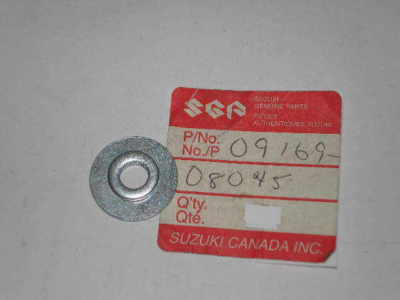 SGP
SUZUKI
GENUINE PARTS
PIÈCES
AUTHENTIQUES SUZUKI
P/No. 09169-
No./P
08045
Q'ty.
Qté.
SUZUKI CANADA INC.